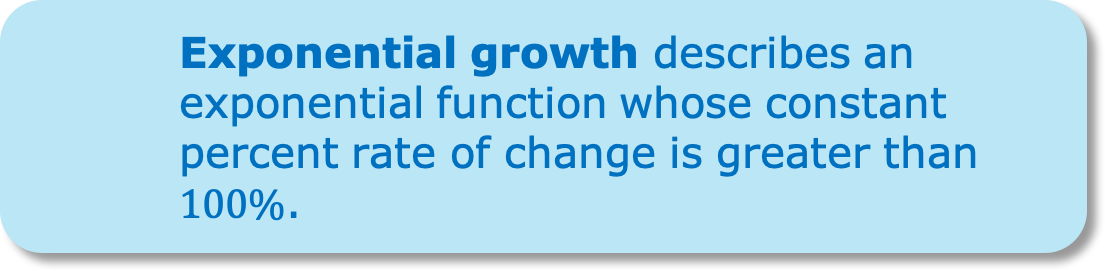 Exponential growth describes an
exponential function whose constant
percent rate of change is greater than
100%.